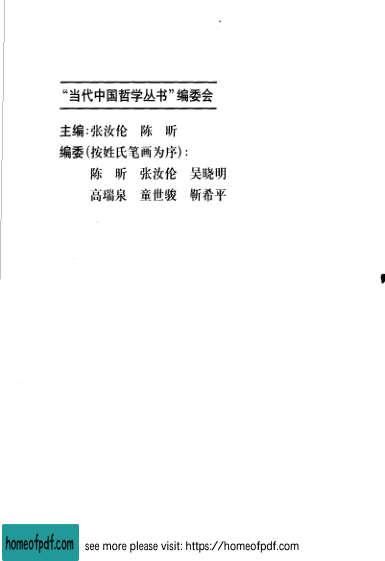 “当代中国哲学丛书”编委会
主编:张汝伦 陈 昕
编委(按姓氏笔画为序):
陈 昕 张汝伦 吴晓明
高瑞泉 童世骏 靳希平
homeofpdf.com see more please visit: https://homeofpdf.com